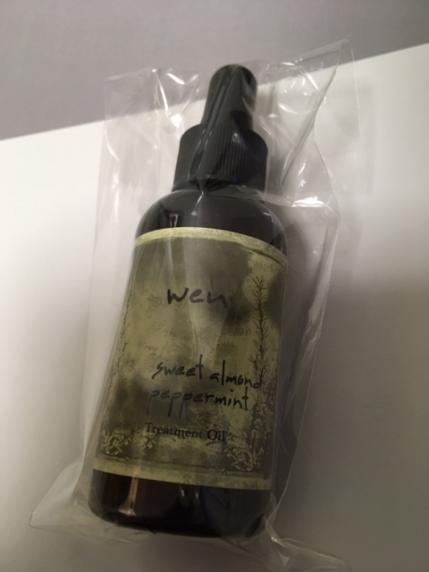 wen
sweet almond
peppermint
Treatment Oil